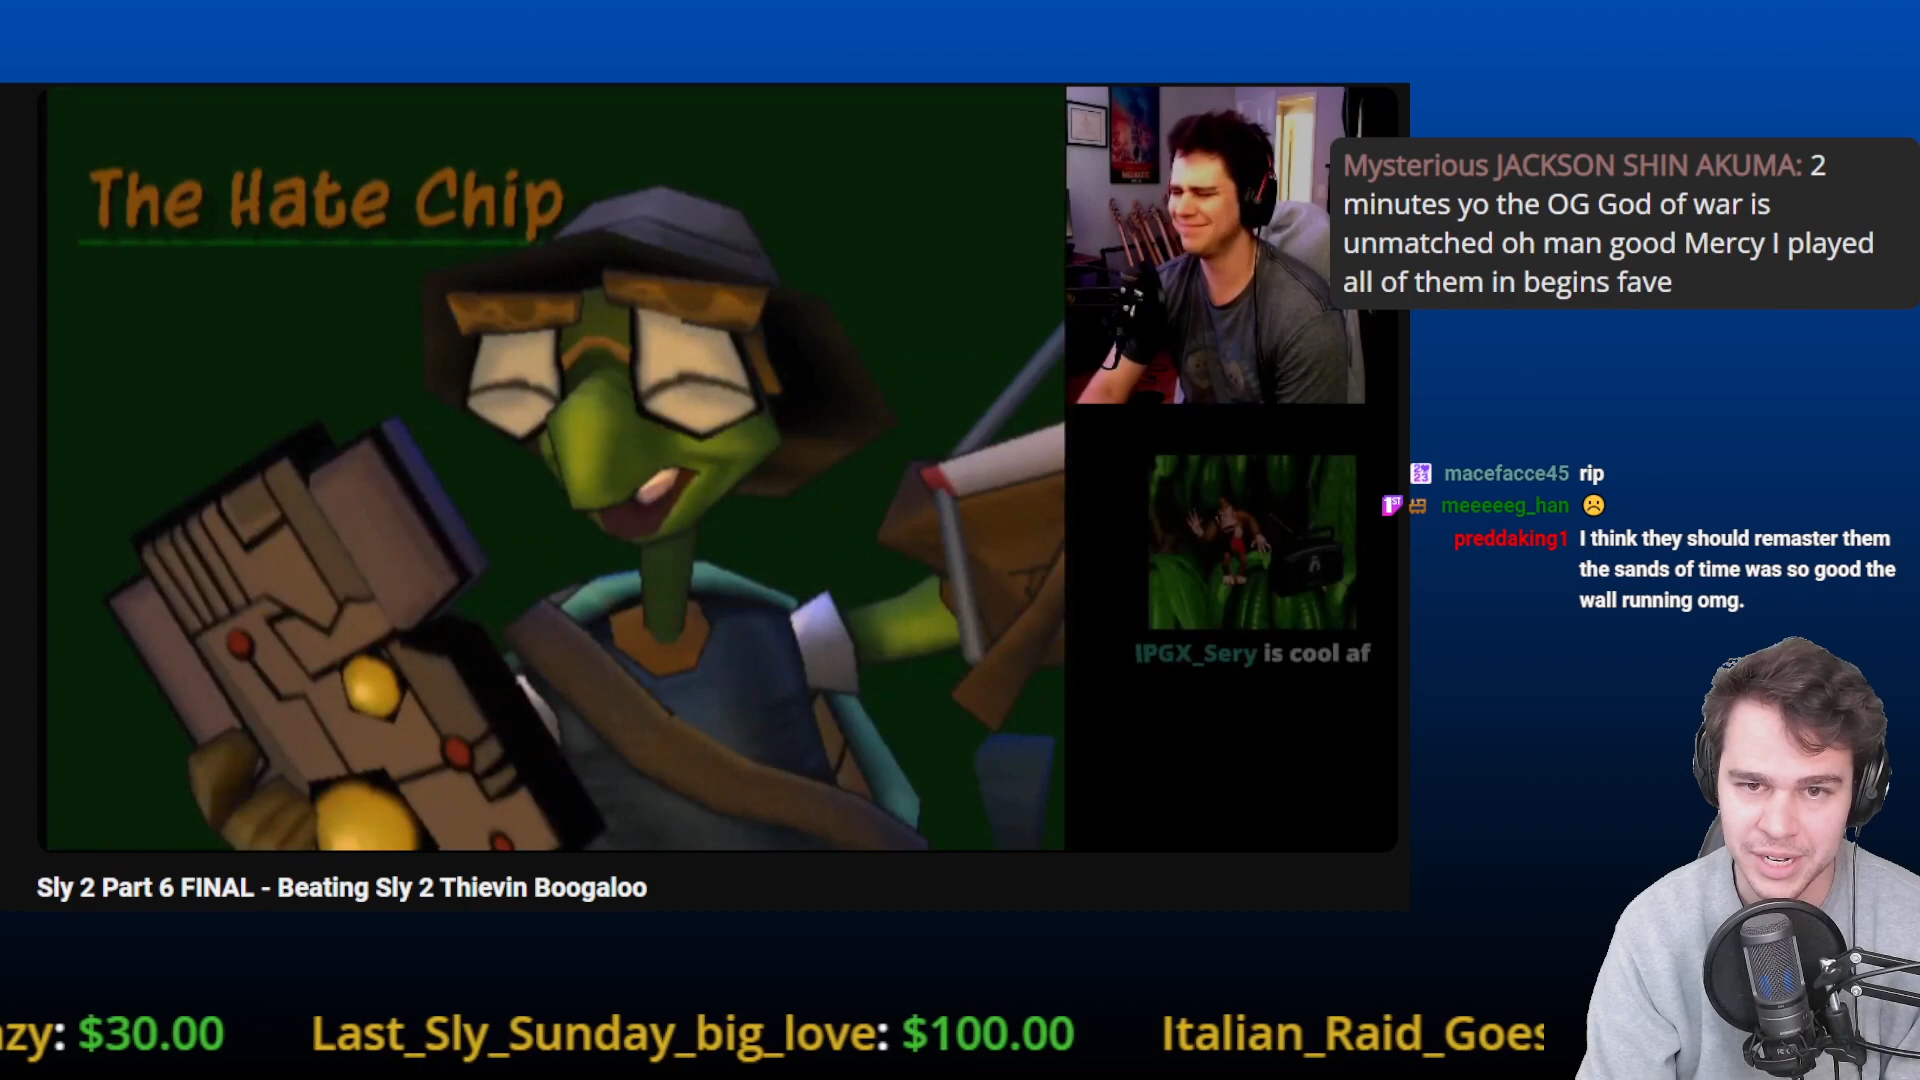 The Hate Chip
Mysterious JACKSON SHIN AKUMA: 2
minutes yo the OG God of war is
unmatched oh man good Mercy I played
all of them in begins fave
macefacce45 rip
meeeeeg_han ☹️
preddaking1 I think they should remaster them
the sands of time was so good the
wall running omg.
IPGX_Sery is cool af
Sly 2 Part 6 FINAL - Beating Sly 2 Thievin Boogaloo
azy: $30.00 Last_Sly_Sunday_big_love: $100.00 Italian_Raid_Goes